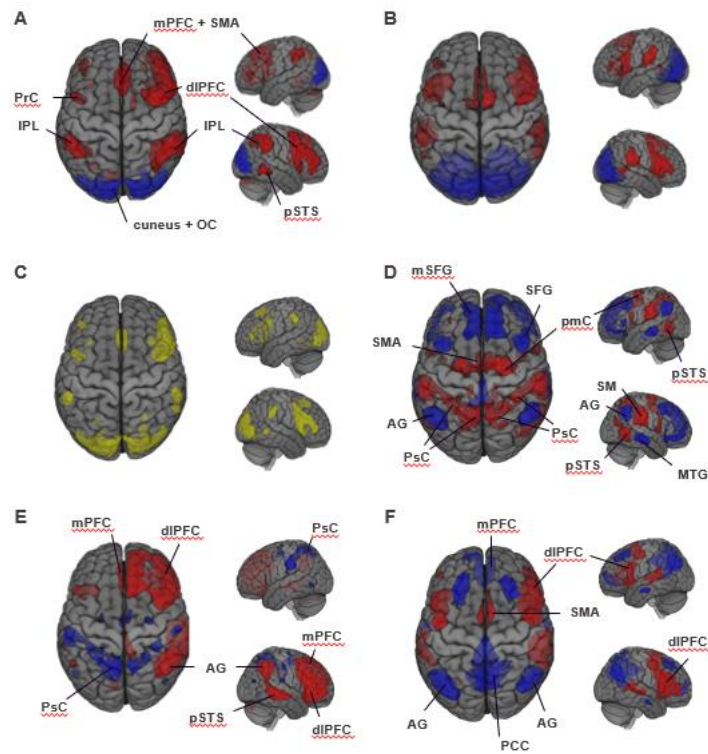 A
mPFC + SMA
PrC
dlPFC
IPL
IPL
pSTS
cuneus + OC
B
C
D
mSFG
SFG
pmC
SMA
pSTS
SM
AG
AG
PsC
PsC
pSTS
MTG
E
mPFC
dlPFC
PsC
mPFC
AG
PsC
pSTS
dlPFC
F
mPFC
dlPFC
SMA
dlPFC
AG
AG
PCC